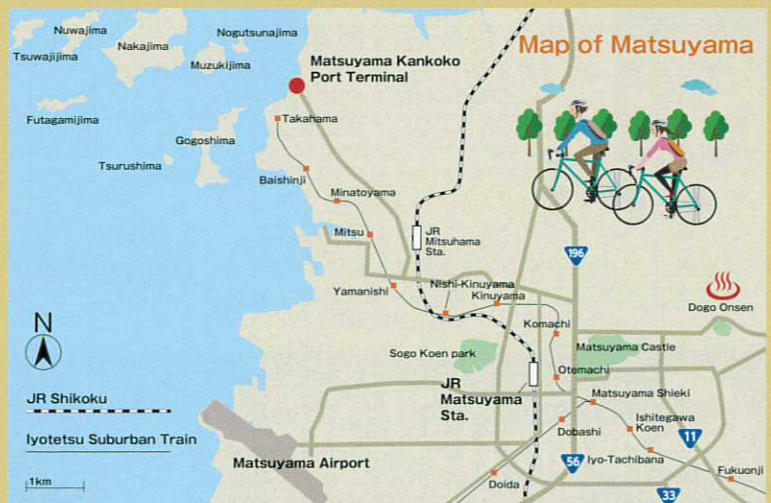 Map of Matsuyama
Nuwajima
Tsuwajijima
Nakajima
Nogutsunajima
Muzukijima
Futagamijima
Gogoshima
Tsurushima
Matsuyama Kankoko
Port Terminal
Takahama
Baishinji
Minatoyama
Mitsu
JR
Mitsuhama
Sta.
196
Yamanishi
Nishi-Kinuyama
Kinuyama
Dogo Onsen
Komachi
Sogo Koen park
Matsuyama Castle
Otemachi
JR
Matsuyama
Sta.
N
JR Shikoku
Iyotetsu Suburban Train
1km
Matsuyama Airport
Matsuyama Shieki
Dobashi
Ishitegawa
Koen
11
Iyo-Tachibana
56
Doida
Fukuonji
33